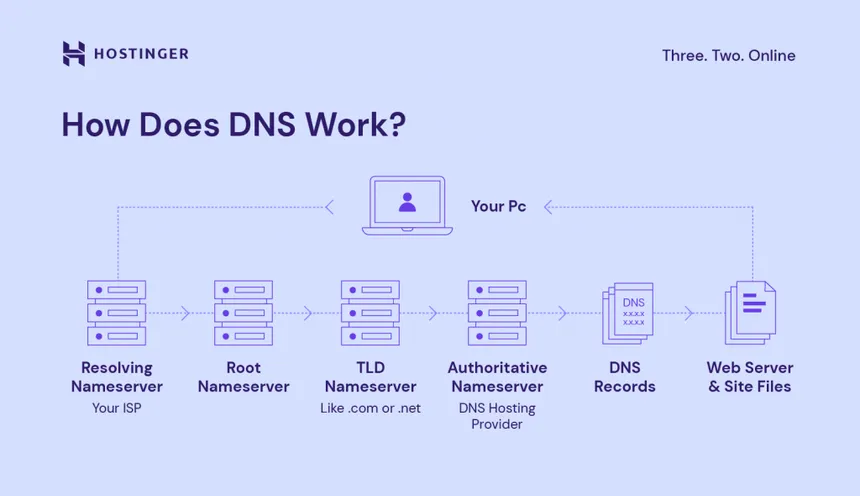 HOSTINGER
Three. Two. Online
How Does DNS Work?
Your Pc
DNS
x.x.x.x
x.x.x.x
Resolving
Nameserver
Your ISP
Root
Nameserver
TLD
Nameserver
Like .com or .net
Authoritative
Nameserver
DNS Hosting
Provider
DNS
Records
Web Server
& Site Files